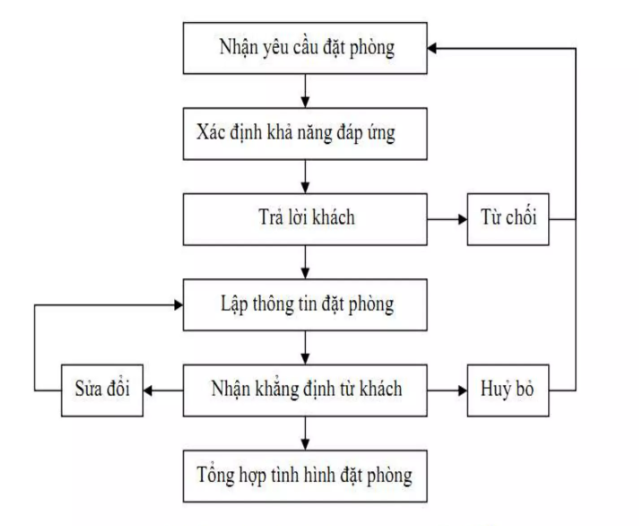 Nhận yêu cầu đặt phòng
Xác định khả năng đáp ứng
Trả lời khách
Từ chối
Lập thông tin đặt phòng
Sửa đổi
Nhận khẳng định từ khách
Huỷ bỏ
Tổng hợp tình hình đặt phòng